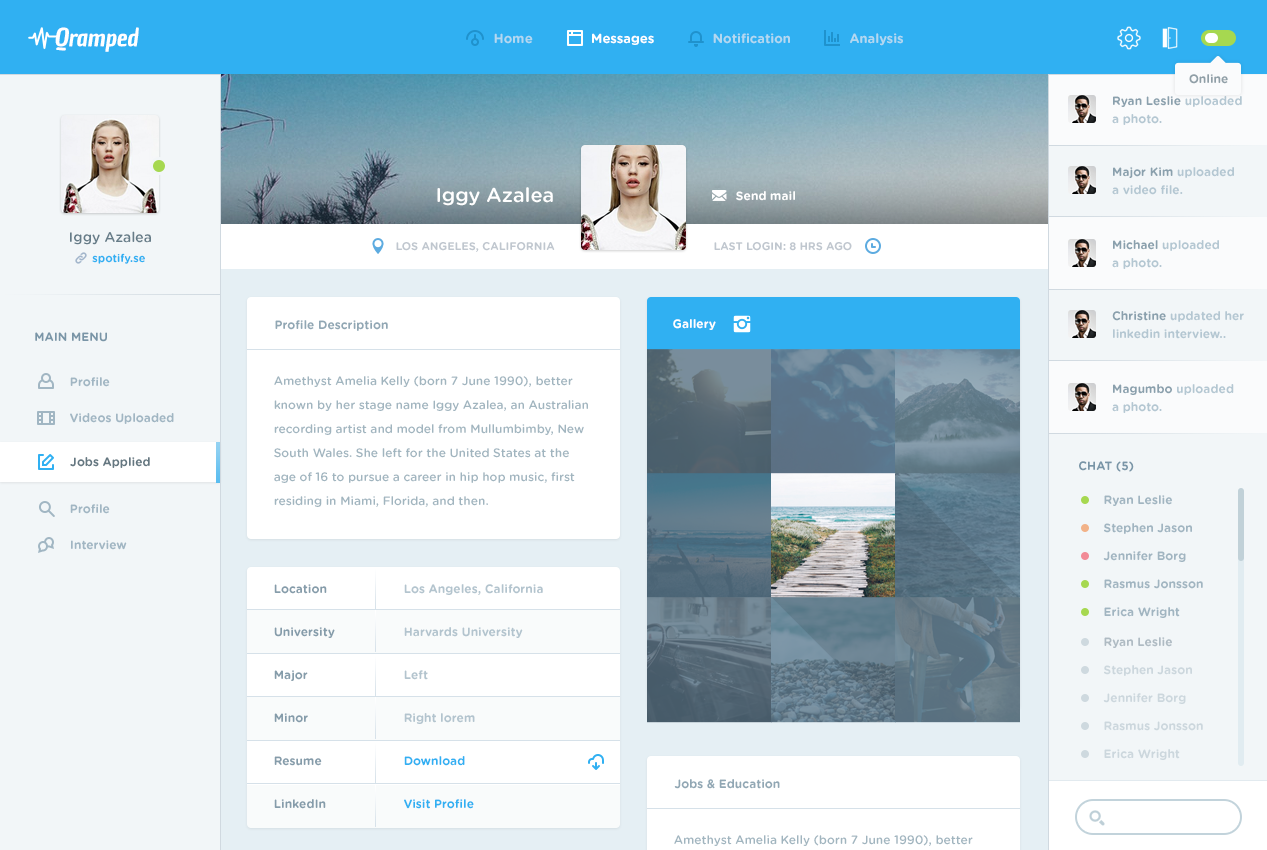 Qramped
Home
Messages
Notification
Analysis
Online
Iggy Azalea
spotify.se
MAIN MENU
Profile
Videos Uploaded
Jobs Applied
Profile
Interview
Iggy Azalea
Send mail
LOS ANGELES, CALIFORNIA
LAST LOGIN: 8 HRS AGO
Profile Description
Amethyst Amelia Kelly (born 7 June 1990), better
known by her stage name Iggy Azalea, an Australian
recording artist and model from Mullumbimby, New
South Wales. She left for the United States at the
age of 16 to pursue a career in hip hop music, first
residing in Miami, Florida, and then.
Location
Los Angeles, California
University
Harvards University
Major
Left
Minor
Right lorem
Resume
Download
LinkedIn
Visit Profile
Gallery
Jobs & Education
Amethyst Amelia Kelly (born 7 June 1990), better
Ryan Leslie uploaded
a photo.
Major Kim uploaded
a video file.
Michael uploaded
a photo.
Christine updated her
linkedin interview..
Magumbo uploaded
a photo.
CHAT (5)
Ryan Leslie
Stephen Jason
Jennifer Borg
Rasmus Jonsson
Erica Wright
Ryan Leslie
Stephen Jason
Jennifer Borg
Rasmus Jonsson
Erica Wright